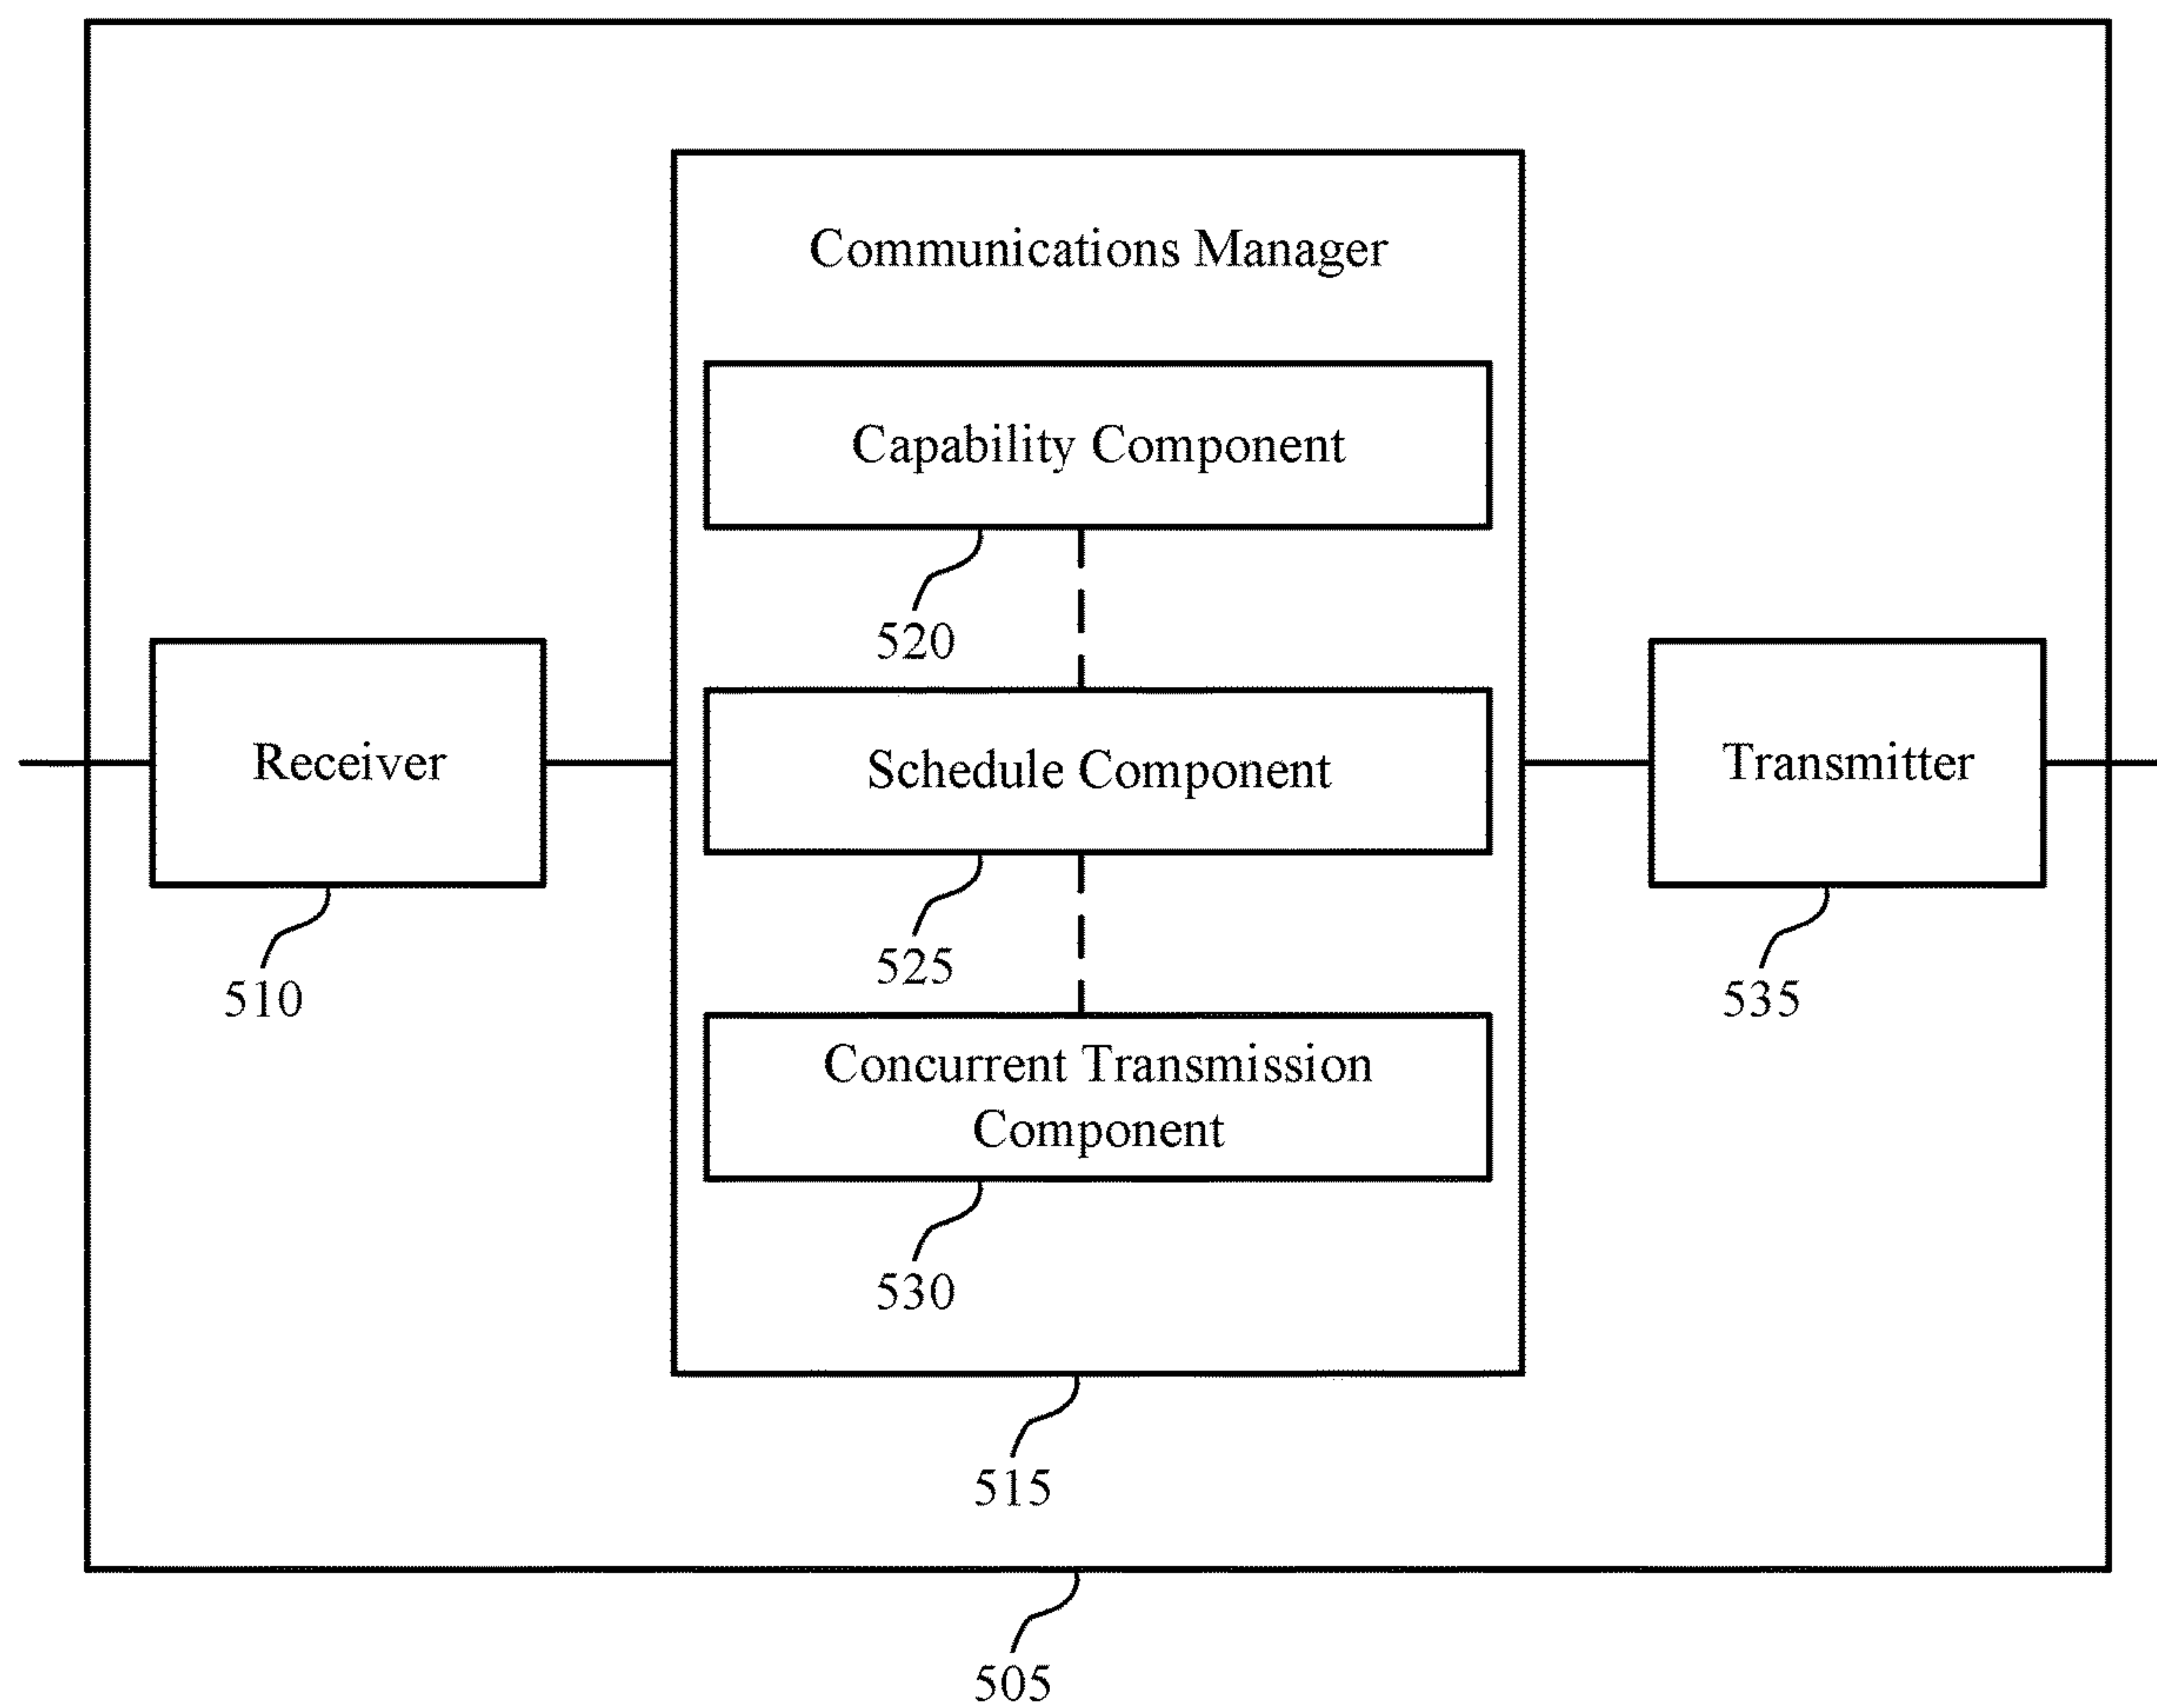 Communications Manager
Capability Component
520
Receiver
510
Schedule Component
525
Transmitter
535
Concurrent Transmission
Component
530
515
505